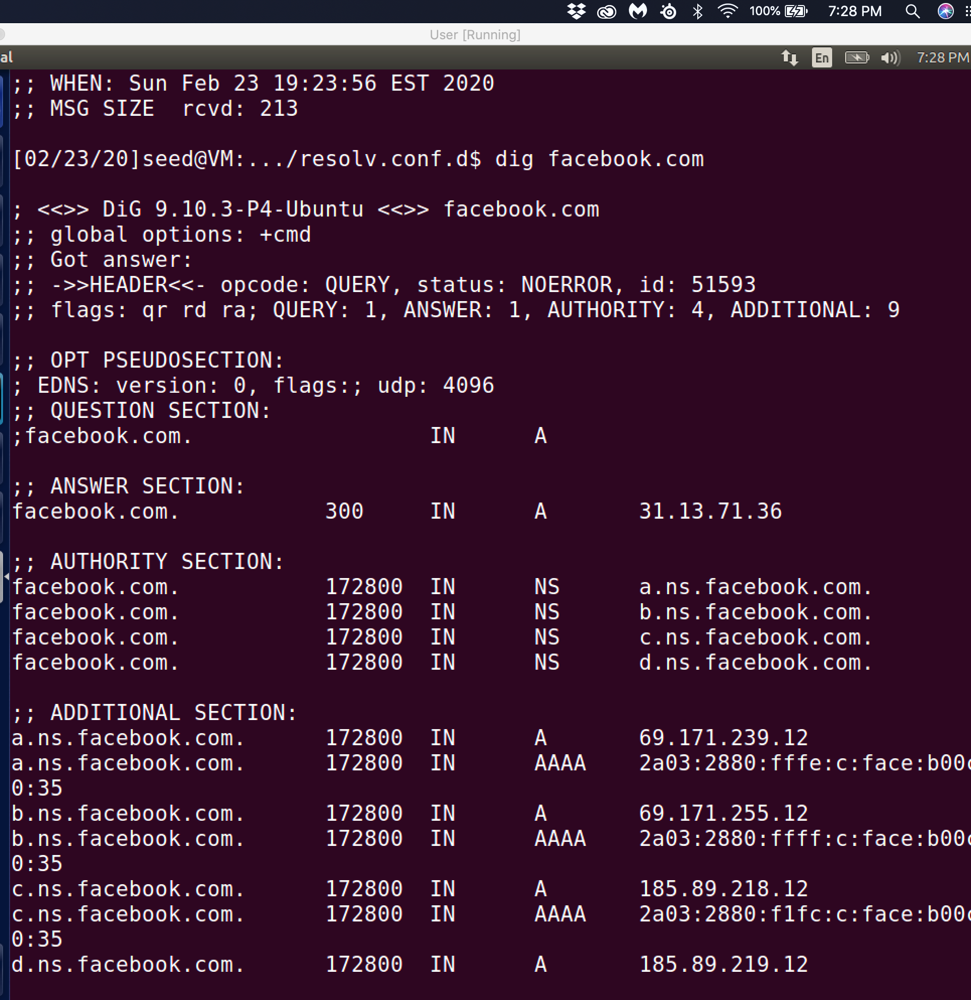 100% 7:28 PM
User [Running]
al En 7:28 PM
;; WHEN: Sun Feb 23 19:23:56 EST 2020
;; MSG SIZE  rcvd: 213
[02/23/20]seed@VM:.../resolv.conf.d$ dig facebook.com
; <<>> DiG 9.10.3-P4-Ubuntu <<>> facebook.com
;; global options: +cmd
;; Got answer:
;; ->>HEADER<<- opcode: QUERY, status: NOERROR, id: 51593
;; flags: qr rd ra; QUERY: 1, ANSWER: 1, AUTHORITY: 4, ADDITIONAL: 9
;; OPT PSEUDOSECTION:
; EDNS: version: 0, flags:; udp: 4096
;; QUESTION SECTION:
;facebook.com. IN A
;; ANSWER SECTION:
facebook.com. 300 IN A 31.13.71.36
;; AUTHORITY SECTION:
facebook.com. 172800 IN NS a.ns.facebook.com.
facebook.com. 172800 IN NS b.ns.facebook.com.
facebook.com. 172800 IN NS c.ns.facebook.com.
facebook.com. 172800 IN NS d.ns.facebook.com.
;; ADDITIONAL SECTION:
a.ns.facebook.com. 172800 IN A 69.171.239.12
a.ns.facebook.com. 172800 IN AAAA 2a03:2880:fffe:c:face:b00c
0:35
b.ns.facebook.com. 172800 IN A 69.171.255.12
b.ns.facebook.com. 172800 IN AAAA 2a03:2880:ffff:c:face:b00c
0:35
c.ns.facebook.com. 172800 IN A 185.89.218.12
c.ns.facebook.com. 172800 IN AAAA 2a03:2880:f1fc:c:face:b00c
0:35
d.ns.facebook.com. 172800 IN A 185.89.219.12